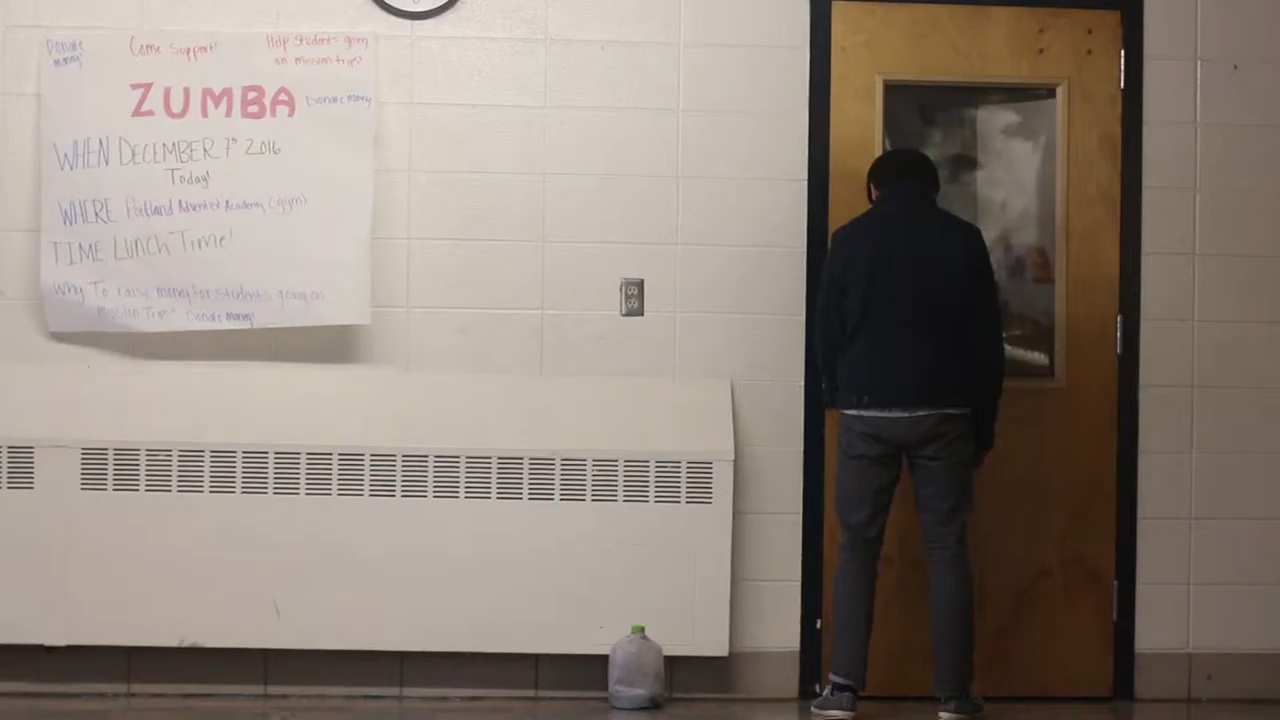 Donate money!
Come Support!
Help Students going
on mission trips!
ZUMBA
Donate Money
WHEN DECEMBER 7th 2016
Today!
WHERE Portland Adventist Academy (gym)
TIME LUNCH Time!
Why To raise money for students going on
Mission Trips! Donate Money!